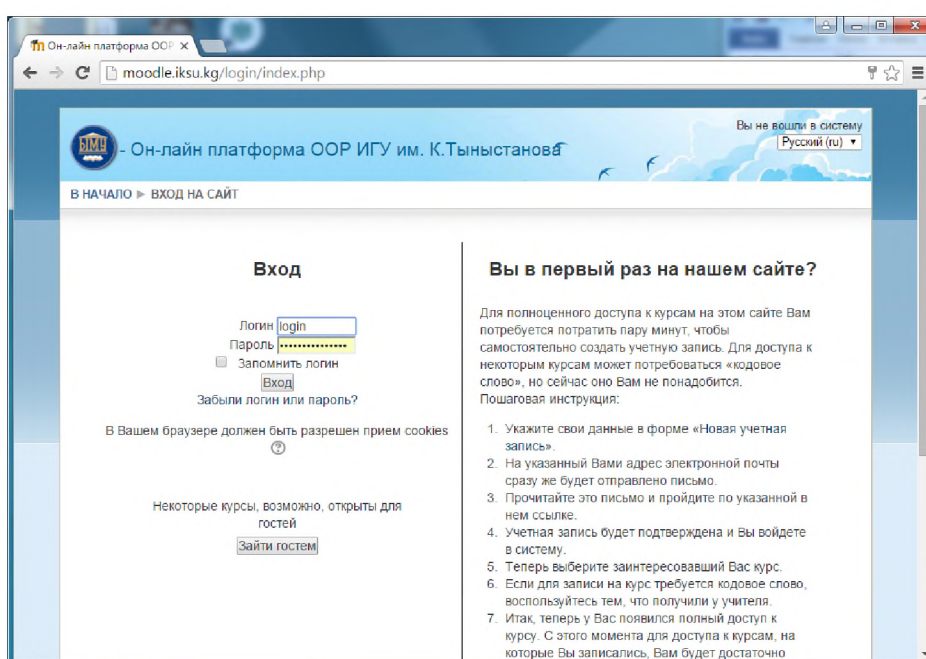 Он-лайн платформа ООР
moodle.iksu.kg/login/index.php
Вы не вошли в систему
Русский (ru)
БМУ
- Он-лайн платформа ООР ИГУ им. К.Тыныстанова
В НАЧАЛО ► ВХОД НА САЙТ
Вход
Логин login
Пароль ••••••••••••••
Запомнить логин
Вход
Забыли логин или пароль?
В Вашем браузере должен быть разрешен прием cookies
?
Некоторые курсы, возможно, открыты для
гостей
Зайти гостем
Вы в первый раз на нашем сайте?
Для полноценного доступа к курсам на этом сайте Вам
потребуется потратить пару минут, чтобы
самостоятельно создать учетную запись. Для доступа к
некоторым курсам может потребоваться «кодовое
слово», но сейчас оно Вам не понадобится.
Пошаговая инструкция:
1. Укажите свои данные в форме «Новая учетная
запись».
2. На указанный Вами адрес электронной почты
сразу же будет отправлено письмо.
3. Прочитайте это письмо и пройдите по указанной в
нем ссылке.
4. Учетная запись будет подтверждена и Вы войдете
в систему.
5. Теперь выберите заинтересовавший Вас курс.
6. Если для записи на курс требуется кодовое слово,
воспользуйтесь тем, что получили у учителя.
7. Итак, теперь у Вас появился полный доступ к
курсу. С этого момента для доступа к курсам, на
которые Вы записались, Вам будет достаточно